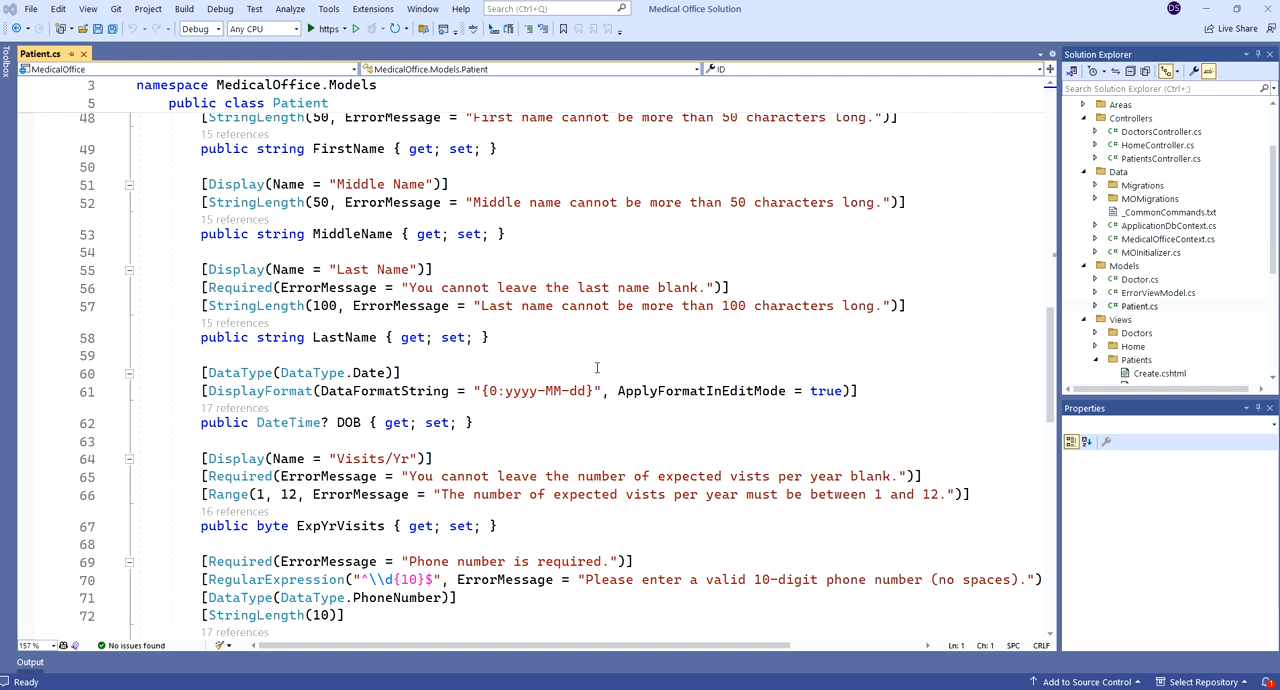 File Edit View Git Project Build Debug Test Analyze Tools Extensions Window Help Search (Ctrl+Q) Medical Office Solution DS
Debug Any CPU https Live Share
Toolbox
Patient.cs
MedicalOffice MedicalOffice.Models.Patient ID
3 namespace MedicalOffice.Models
5 public class Patient
48 [StringLength(50, ErrorMessage = "First name cannot be more than 50 characters long.")]
15 references
49 public string FirstName { get; set; }
50
51 [Display(Name = "Middle Name")]
52 [StringLength(50, ErrorMessage = "Middle name cannot be more than 50 characters long.")]
15 references
53 public string MiddleName { get; set; }
54
55 [Display(Name = "Last Name")]
56 [Required(ErrorMessage = "You cannot leave the last name blank.")]
57 [StringLength(100, ErrorMessage = "Last name cannot be more than 100 characters long.")]
15 references
58 public string LastName { get; set; }
59
60 [DataType(DataType.Date)]
61 [DisplayFormat(DataFormatString = "{0:yyyy-MM-dd}", ApplyFormatInEditMode = true)]
17 references
62 public DateTime? DOB { get; set; }
63
64 [Display(Name = "Visits/Yr")]
65 [Required(ErrorMessage = "You cannot leave the number of expected vists per year blank.")]
66 [Range(1, 12, ErrorMessage = "The number of expected vists per year must be between 1 and 12.")]
16 references
67 public byte ExpYrVisits { get; set; }
68
69 [Required(ErrorMessage = "Phone number is required.")]
70 [RegularExpression("^\\d{10}$", ErrorMessage = "Please enter a valid 10-digit phone number (no spaces).")
71 [DataType(DataType.PhoneNumber)]
72 [StringLength(10)]
17 references
157 % No issues found Ln: 1 Ch: 1 SPC CRLF
Output
Ready Add to Source Control Select Repository 1
Solution Explorer
Search Solution Explorer (Ctrl+;)
Areas
Controllers
C# DoctorsController.cs
C# HomeController.cs
C# PatientsController.cs
Data
Migrations
MOMigrations
_CommonCommands.txt
C# ApplicationDbContext.cs
C# MedicalOfficeContext.cs
C# MOInitializer.cs
Models
C# Doctor.cs
C# ErrorViewModel.cs
C# Patient.cs
Views
Doctors
Home
Patients
Create.cshtml
Properties